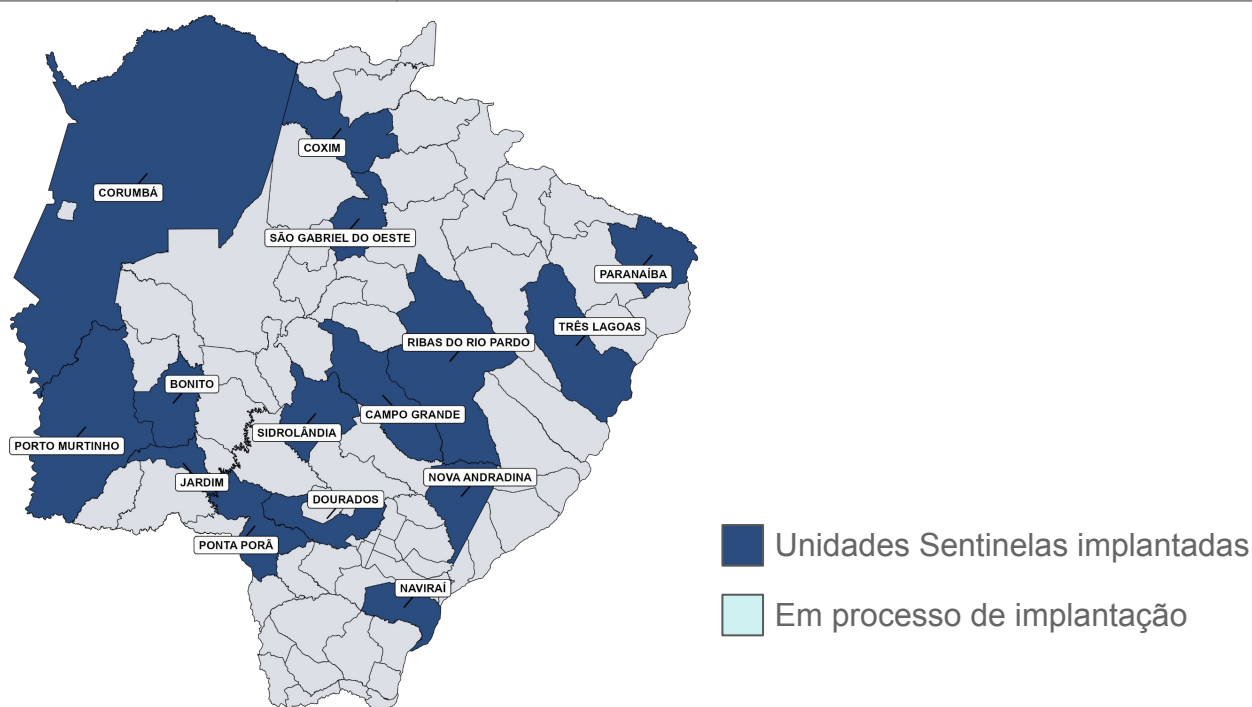 COXIM
CORUMBÁ
SÃO GABRIEL DO OESTE
PARANAÍBA
TRÊS LAGOAS
RIBAS DO RIO PARDO
BONITO
CAMPO GRANDE
SIDROLÂNDIA
PORTO MURTINHO
NOVA ANDRADINA
JARDIM
DOURADOS
PONTA PORÃ
NAVIRAÍ
Unidades Sentinelas implantadas
Em processo de implantação